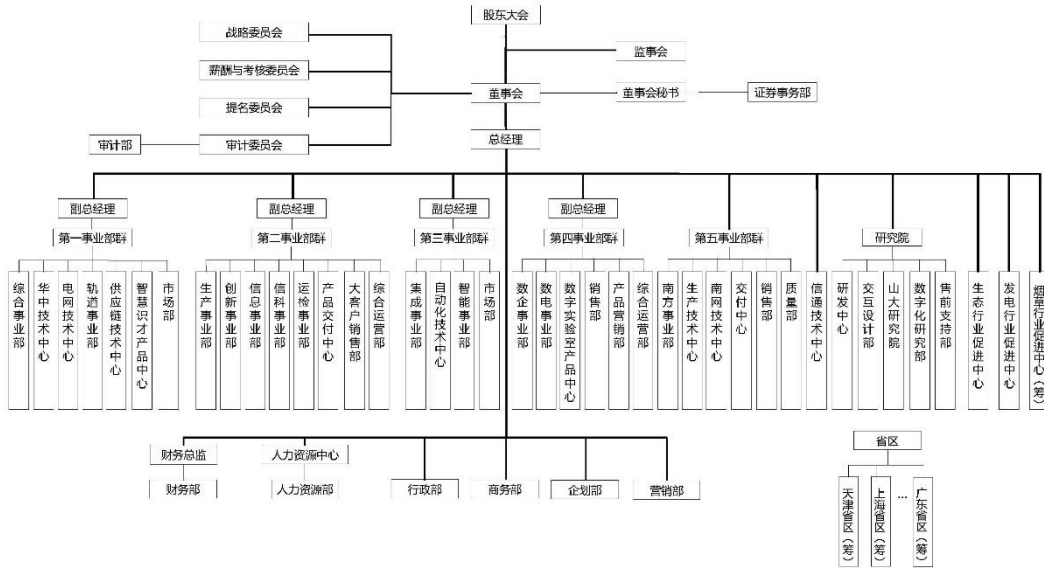 股东大会
战略委员会
监事会
薪酬与考核委员会
董事会
董事会秘书
证券事务部
提名委员会
总经理
审计部
审计委员会
副总经理
副总经理
副总经理
副总经理
第一事业部群
第二事业部群
第三事业部群
第四事业部群
第五事业部群
研究院
综合事业部
华中技术中心
电网技术中心
轨道事业部
供应链技术中心
智慧识才产品中心
市场部
生产事业部
创新事业部
信息事业部
信科事业部
运检事业部
产品交付中心
大客户销售部
综合运营部
集成事业部
自动化技术中心
智能事业部
市场部
数企事业部
数电事业部
数字实验室产品中心
销售部
产品营销部
综合运营部
南方事业部
生产技术中心
南网技术中心
交付中心
销售部
质量部
信通技术中心
研发中心
交互设计部
山大研究院
数字化研究部
售前支持部
生态行业促进中心
发电行业促进中心
烟草行业促进中心（筹）
财务总监
人力资源中心
财务部
人力资源部
行政部
商务部
企划部
营销部
省区
天津省区（筹）
上海省区（筹）
...
广东省区（筹）